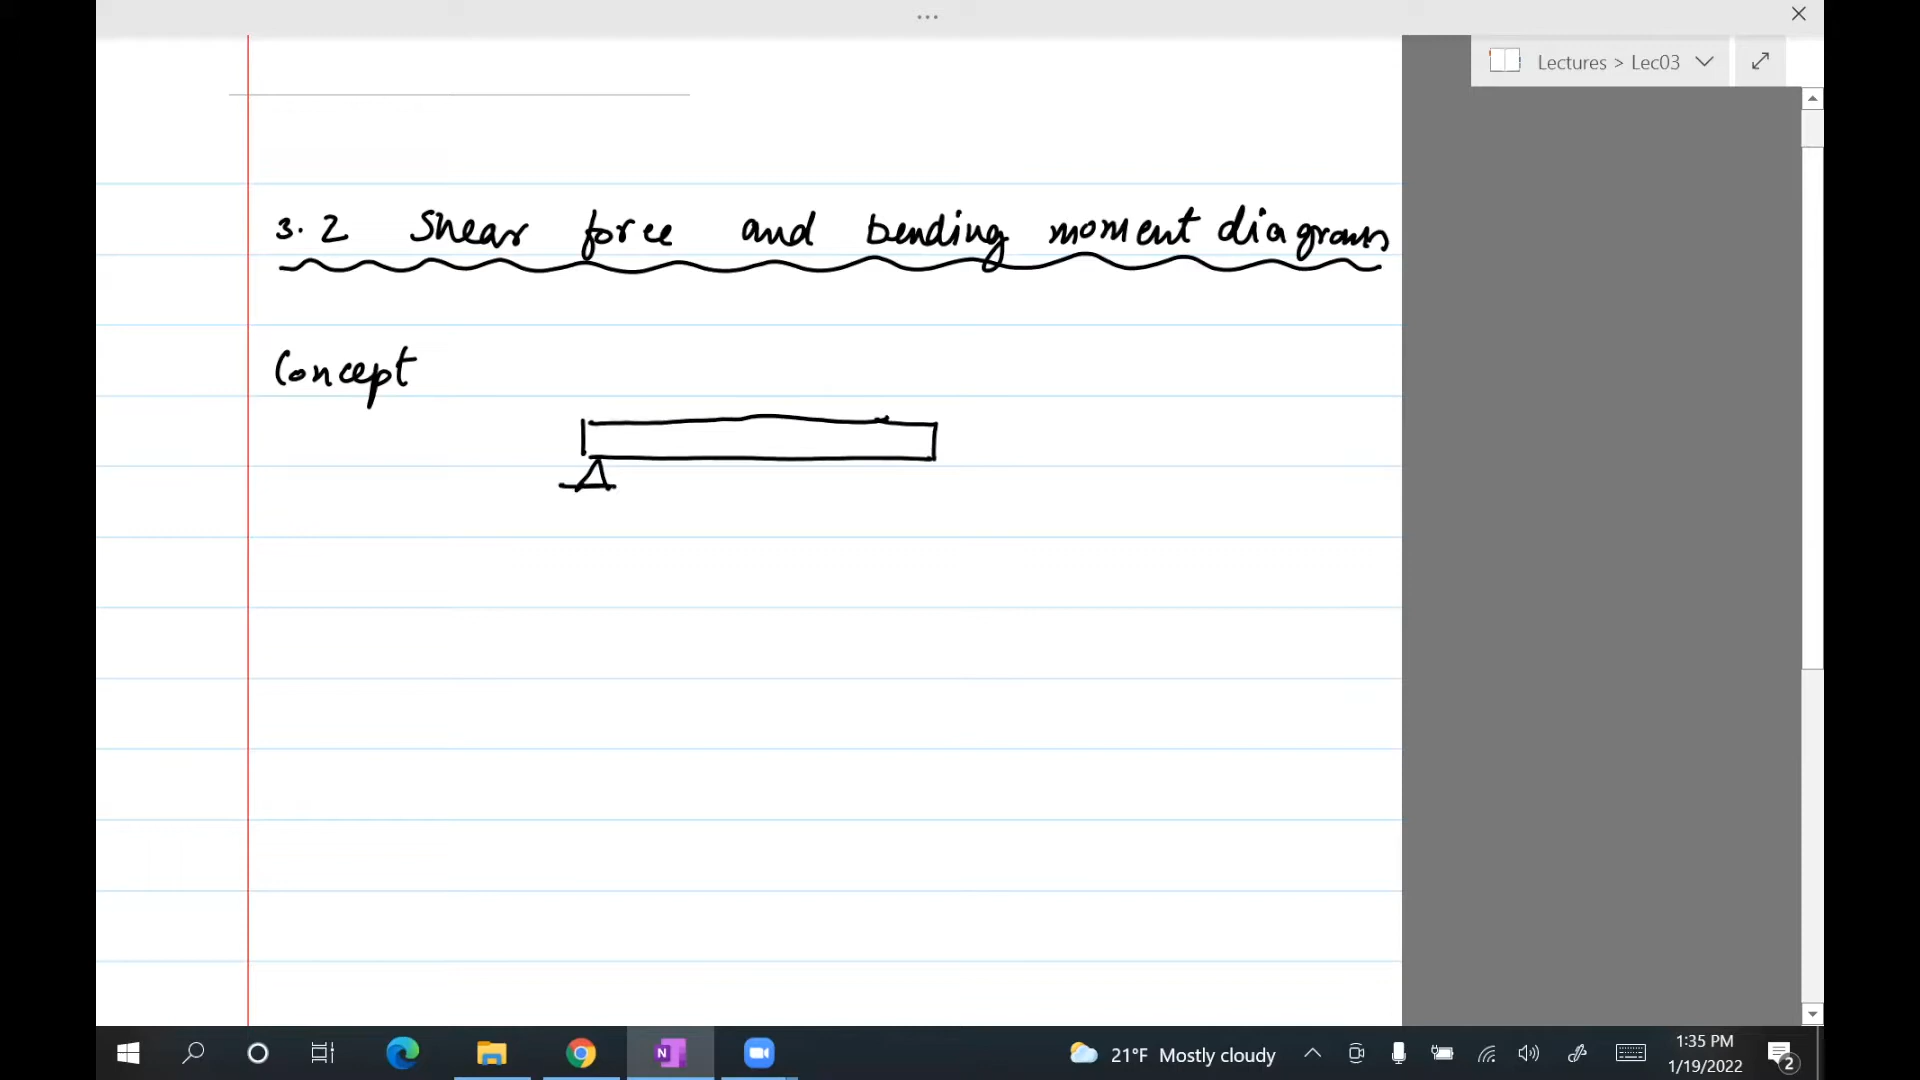 ...
Lectures > Lec03
3.2 Shear force and bending moment diagrams
Concept
N
21°F Mostly cloudy
1:35 PM
1/19/2022
2